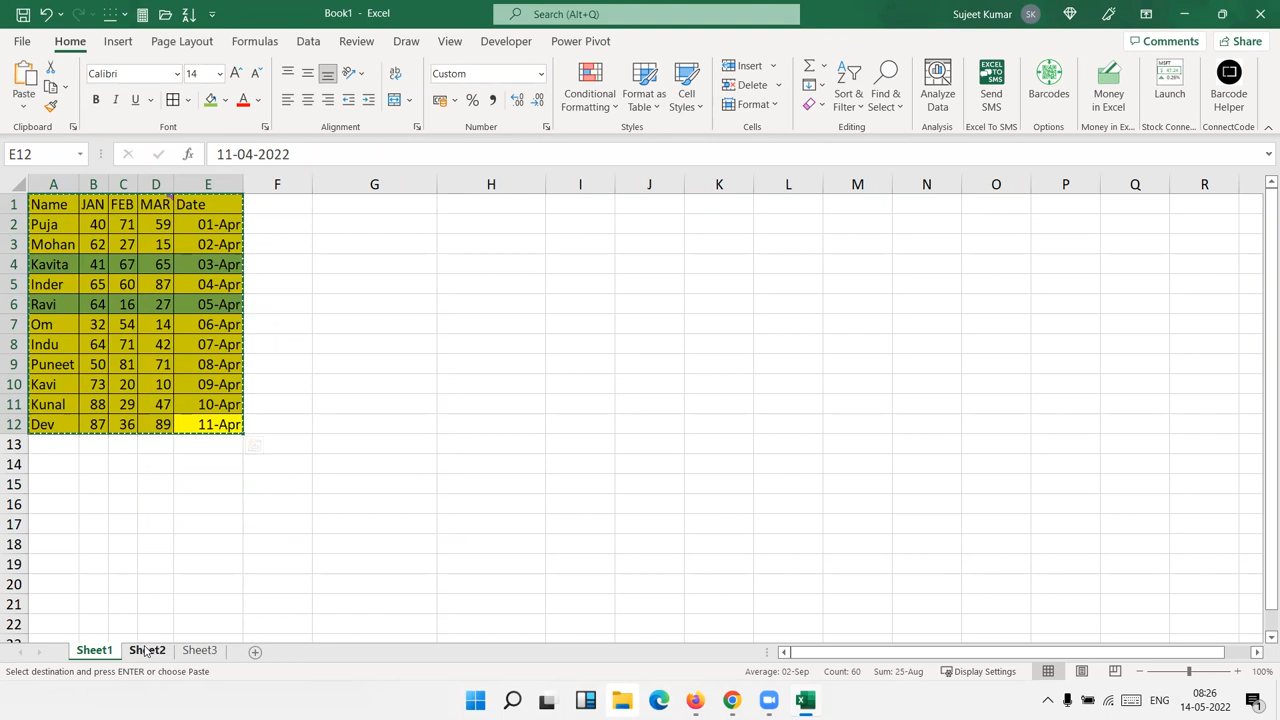 Book1 - Excel
Search (Alt+Q)
Sujeet Kumar SK
File Home Insert Page Layout Formulas Data Review View Draw Developer Power Pivot Comments Share
Paste
Calibri 14
Custom
Conditional Formatting
Format as Table
Cell Styles
Insert
Delete
Format
Sort & Filter
Find & Select
Analyze Data
Send SMS
Barcodes
Money in Excel
Launch
Barcode Helper
Clipboard Font Alignment Number Styles Cells Editing Analysis Excel To SMS Options Money in Ex... Stock Connec... ConnectCode
E12 fx 11-04-2022
A B C D E F G H I J K L M N O P Q R
1 Name JAN FEB MAR Date
2 Puja 40 71 59 01-Apr
3 Mohan 62 27 15 02-Apr
4 Kavita 41 67 65 03-Apr
5 Inder 65 60 87 04-Apr
6 Ravi 64 16 27 05-Apr
7 Om 32 54 14 06-Apr
8 Indu 64 71 42 07-Apr
9 Puneet 50 81 71 08-Apr
10 Kavi 73 20 10 09-Apr
11 Kunal 88 29 47 10-Apr
12 Dev 87 36 89 11-Apr
13
14
15
16
17
18
19
20
21
22
Sheet1 Sheet2 Sheet3
Select destination and press ENTER or choose Paste Average: 02-Sep Count: 60 Sum: 25-Aug Display Settings 100%
ENG 08:26
14-05-2022